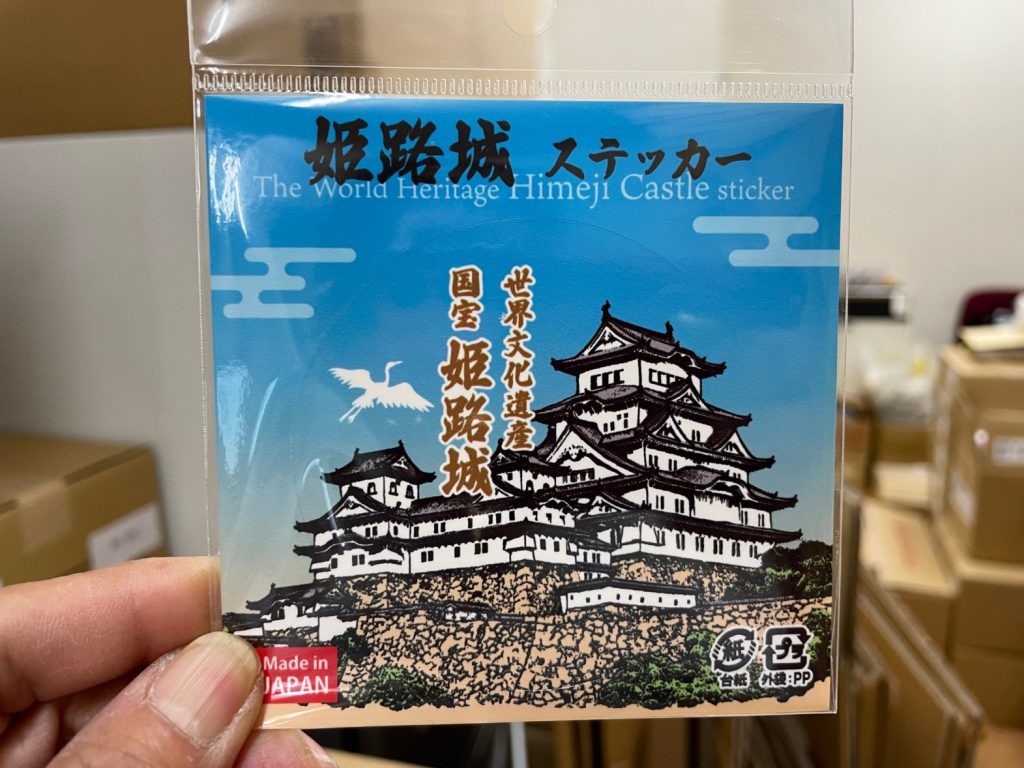 姫路城 ステッカー
The World Heritage Himeji Castle sticker
世界文化遺産
国宝 姫路城
Made in
JAPAN
紙 プラ
台紙 外袋:PP